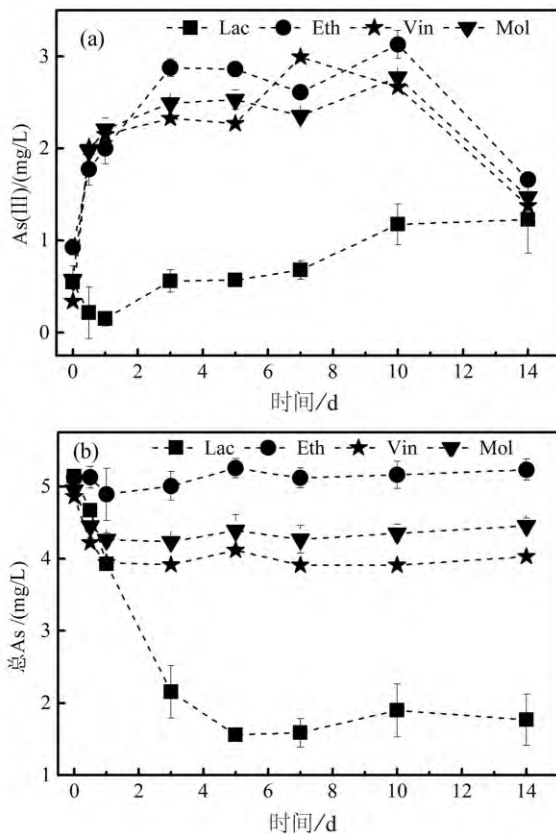 (a)
Lac Eth Vin Mol
As(III)/(mg/L)
3
2
1
0
0 2 4 6 8 10 12 14
时间/d
(b)
Lac Eth Vin Mol
总As/(mg/L)
5
4
3
2
1
0 2 4 6 8 10 12 14
时间/d